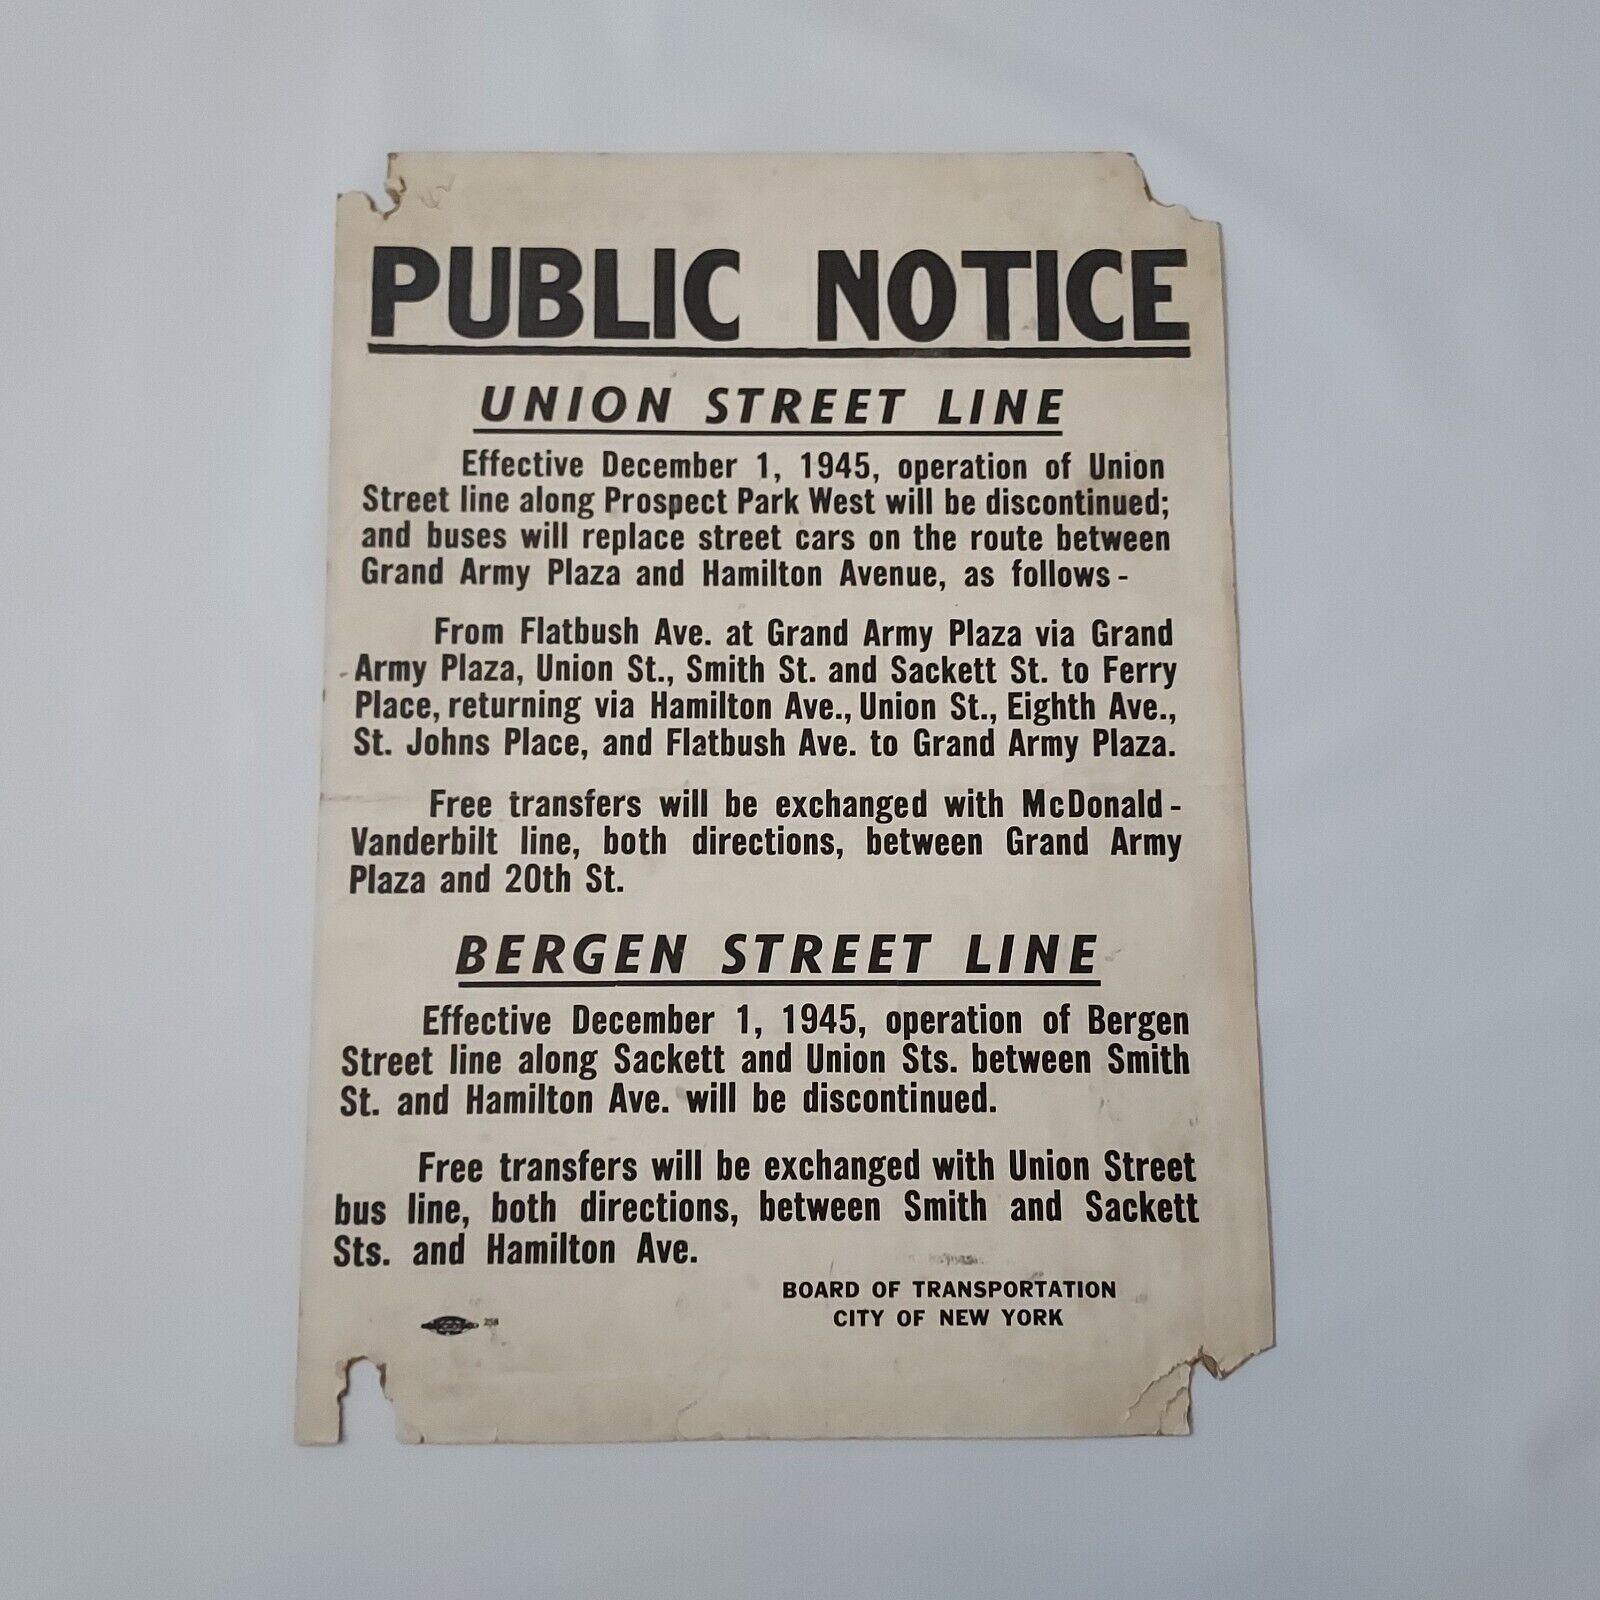 PUBLIC NOTICE
UNION STREET LINE
Effective December 1, 1945, operation of Union
Street line along Prospect Park West will be discontinued;
and buses will replace street cars on the route between
Grand Army Plaza and Hamilton Avenue, as follows -
From Flatbush Ave. at Grand Army Plaza via Grand
Army Plaza, Union St., Smith St. and Sackett St. to Ferry
Place, returning via Hamilton Ave., Union St., Eighth Ave.,
St. Johns Place, and Flatbush Ave. to Grand Army Plaza.
Free transfers will be exchanged with McDonald-
Vanderbilt line, both directions, between Grand Army
Plaza and 20th St.
BERGEN STREET LINE
Effective December 1, 1945, operation of Bergen
Street line along Sackett and Union Sts. between Smith
St. and Hamilton Ave. will be discontinued.
Free transfers will be exchanged with Union Street
bus line, both directions, between Smith and Sackett
Sts. and Hamilton Ave.
BOARD OF TRANSPORTATION
CITY OF NEW YORK
258